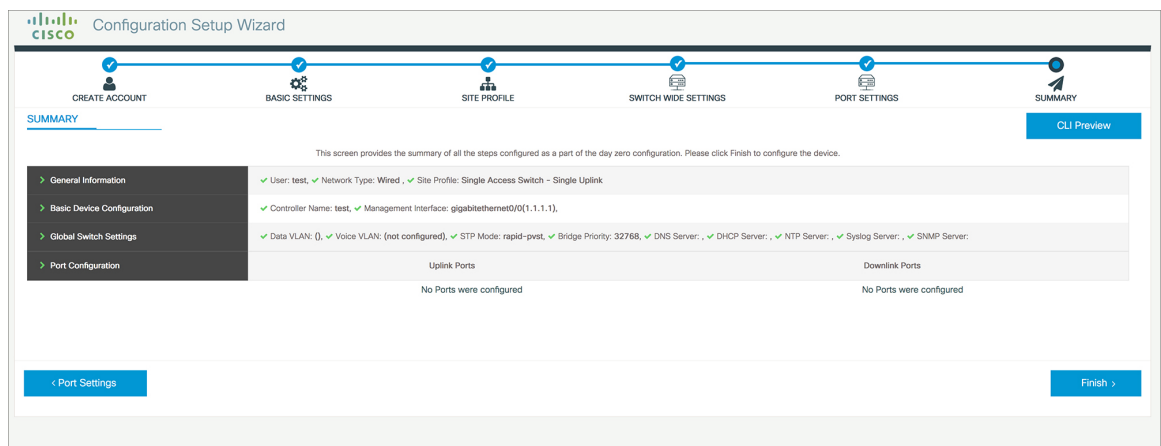 CISCO
Configuration Setup Wizard
CREATE ACCOUNT
BASIC SETTINGS
SITE PROFILE
SWITCH WIDE SETTINGS
PORT SETTINGS
SUMMARY
SUMMARY
CLI Preview
This screen provides the summary of all the steps configured as a part of the day zero configuration. Please click Finish to configure the device.
> General Information
✔ User: test, ✔ Network Type: Wired , ✔ Site Profile: Single Access Switch - Single Uplink
> Basic Device Configuration
✔ Controller Name: test, ✔ Management Interface: gigabitethernet0/0(1.1.1.1),
> Global Switch Settings
✔ Data VLAN: (), ✔ Voice VLAN: (not configured), ✔ STP Mode: rapid-pvst, ✔ Bridge Priority: 32768, ✔ DNS Server: , ✔ DHCP Server: , ✔ NTP Server: , ✔ Syslog Server: , ✔ SNMP Server:
> Port Configuration
Uplink Ports
Downlink Ports
No Ports were configured
No Ports were configured
< Port Settings
Finish >